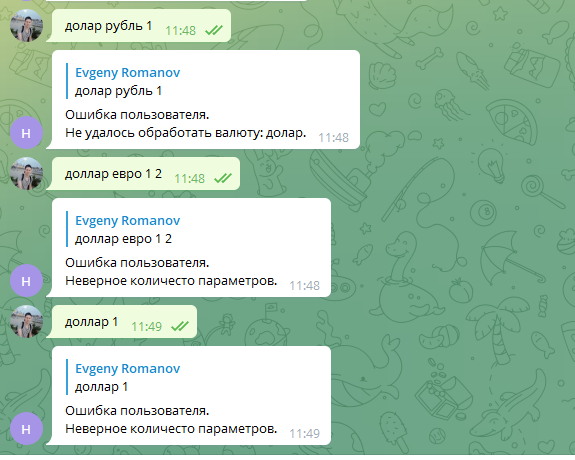 долар рубль 1 11:48
Evgeny Romanov
долар рубль 1
Ошибка пользователя.
Не удалось обработать валюту: долар. 11:48
Н
доллар евро 1 2 11:48
Evgeny Romanov
доллар евро 1 2
Ошибка пользователя.
Неверное количесто параметров. 11:48
Н
доллар 1 11:49
Evgeny Romanov
доллар 1
Ошибка пользователя.
Неверное количесто параметров. 11:49
Н